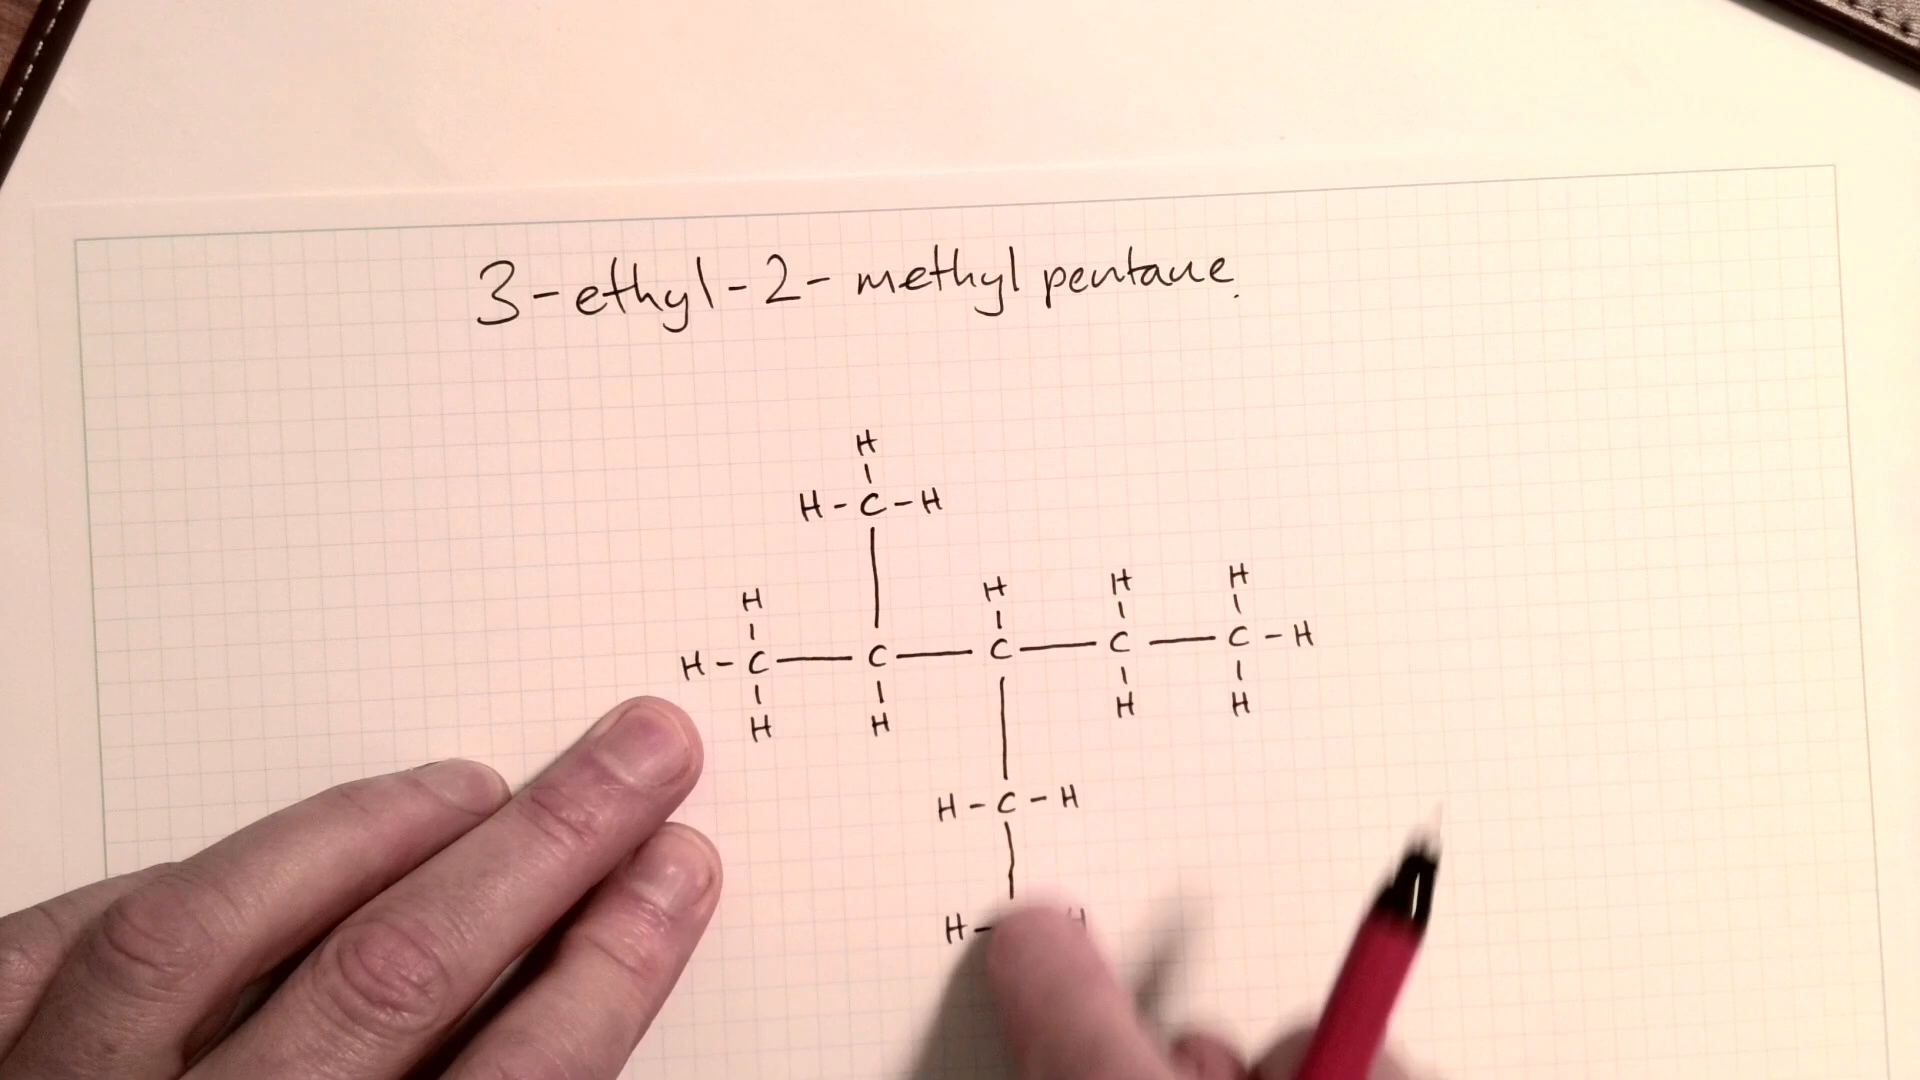 3-ethyl-2-methyl pentane.
H
H-C-H
H H H H
H-C-C-C-C-C-H
H H H H
H-C-H
H- H